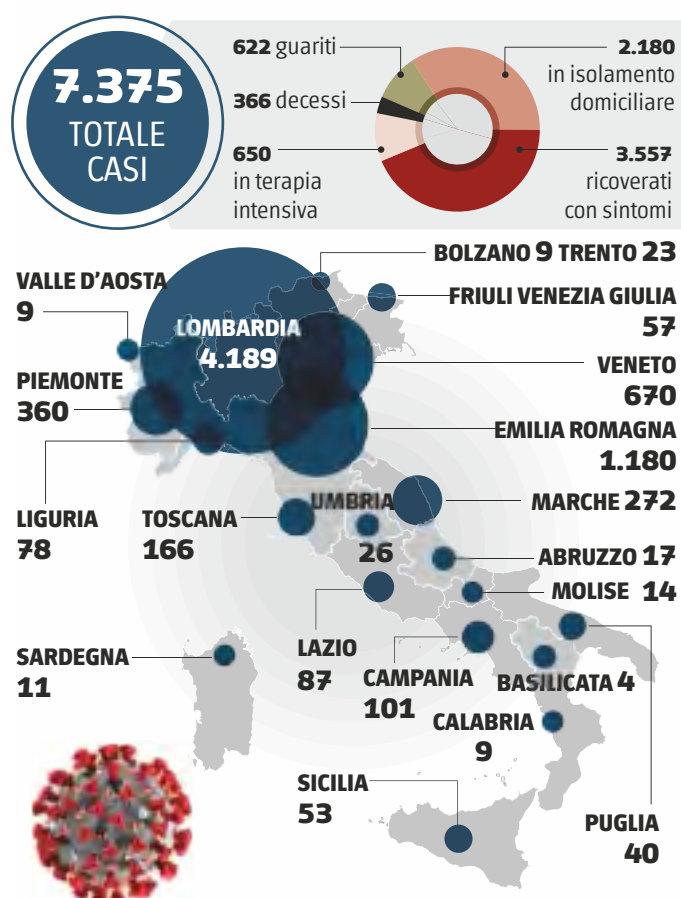 7.375
TOTALE
CASI
622 guariti
366 decessi
650
in terapia
intensiva
2.180
in isolamento
domiciliare
3.557
ricoverati
con sintomi
BOLZANO 9 TRENTO 23
VALLE D'AOSTA
9
FRIULI VENEZIA GIULIA
57
LOMBARDIA
4.189
VENETO
670
PIEMONTE
360
EMILIA ROMAGNA
1.180
LIGURIA
78
TOSCANA
166
UMBRIA
26
MARCHE 272
ABRUZZO 17
MOLISE 14
SARDEGNA
11
LAZIO
87
CAMPANIA
101
BASILICATA 4
CALABRIA
9
SICILIA
53
PUGLIA
40